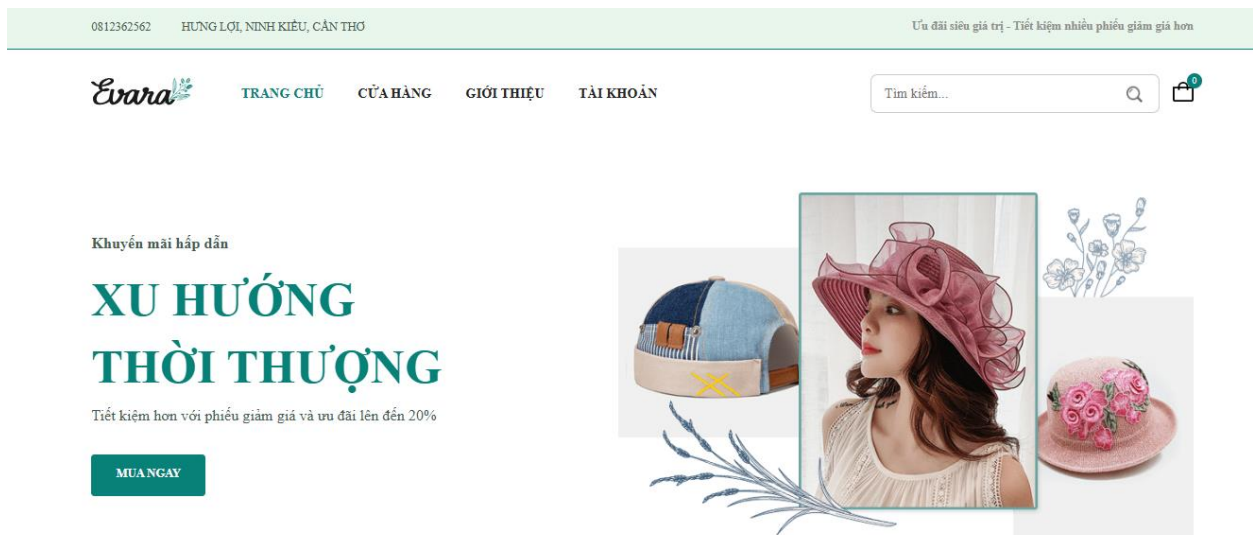 0812362562 HƯNG LỢI, NINH KIỀU, CẦN THƠ
Ưu đãi siêu giá trị - Tiết kiệm nhiều phiếu giãm giá hơn
Evara
TRANG CHỦ CỬA HÀNG GIỚI THIỆU TÀI KHOẢN
Tìm kiếm...
0
Khuyến mãi hấp dẫn
XU HƯỚNG
THỜI THƯỢNG
Tiết kiệm hơn với phiếu giảm giá và ưu đãi lên đến 20%
MUA NGAY